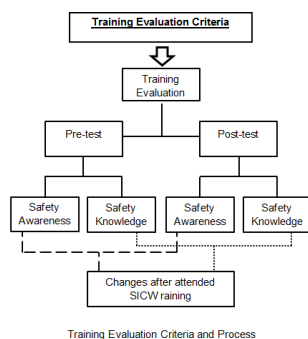 Training Evaluation Criteria
Training
Evaluation
Pre-test
Post-test
Safety
Awareness
Safety
Knowledge
Safety
Awareness
Safety
Knowledge
Changes after attended
SICW raining
Training Evaluation Criteria and Process